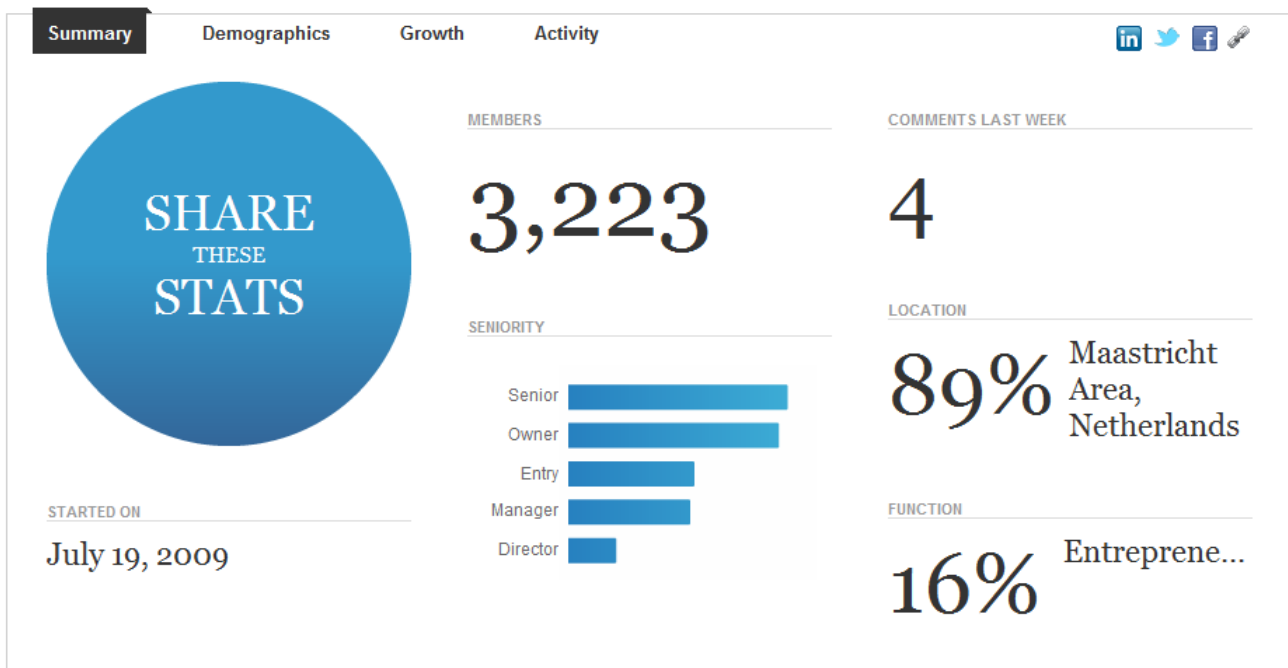 Summary
Demographics
Growth
Activity
in
f
SHARE
THESE
STATS
STARTED ON
July 19, 2009
MEMBERS
3,223
SENIORITY
Senior
Owner
Entry
Manager
Director
COMMENTS LAST WEEK
4
LOCATION
89%
Maastricht
Area,
Netherlands
FUNCTION
16%
Entreprene...